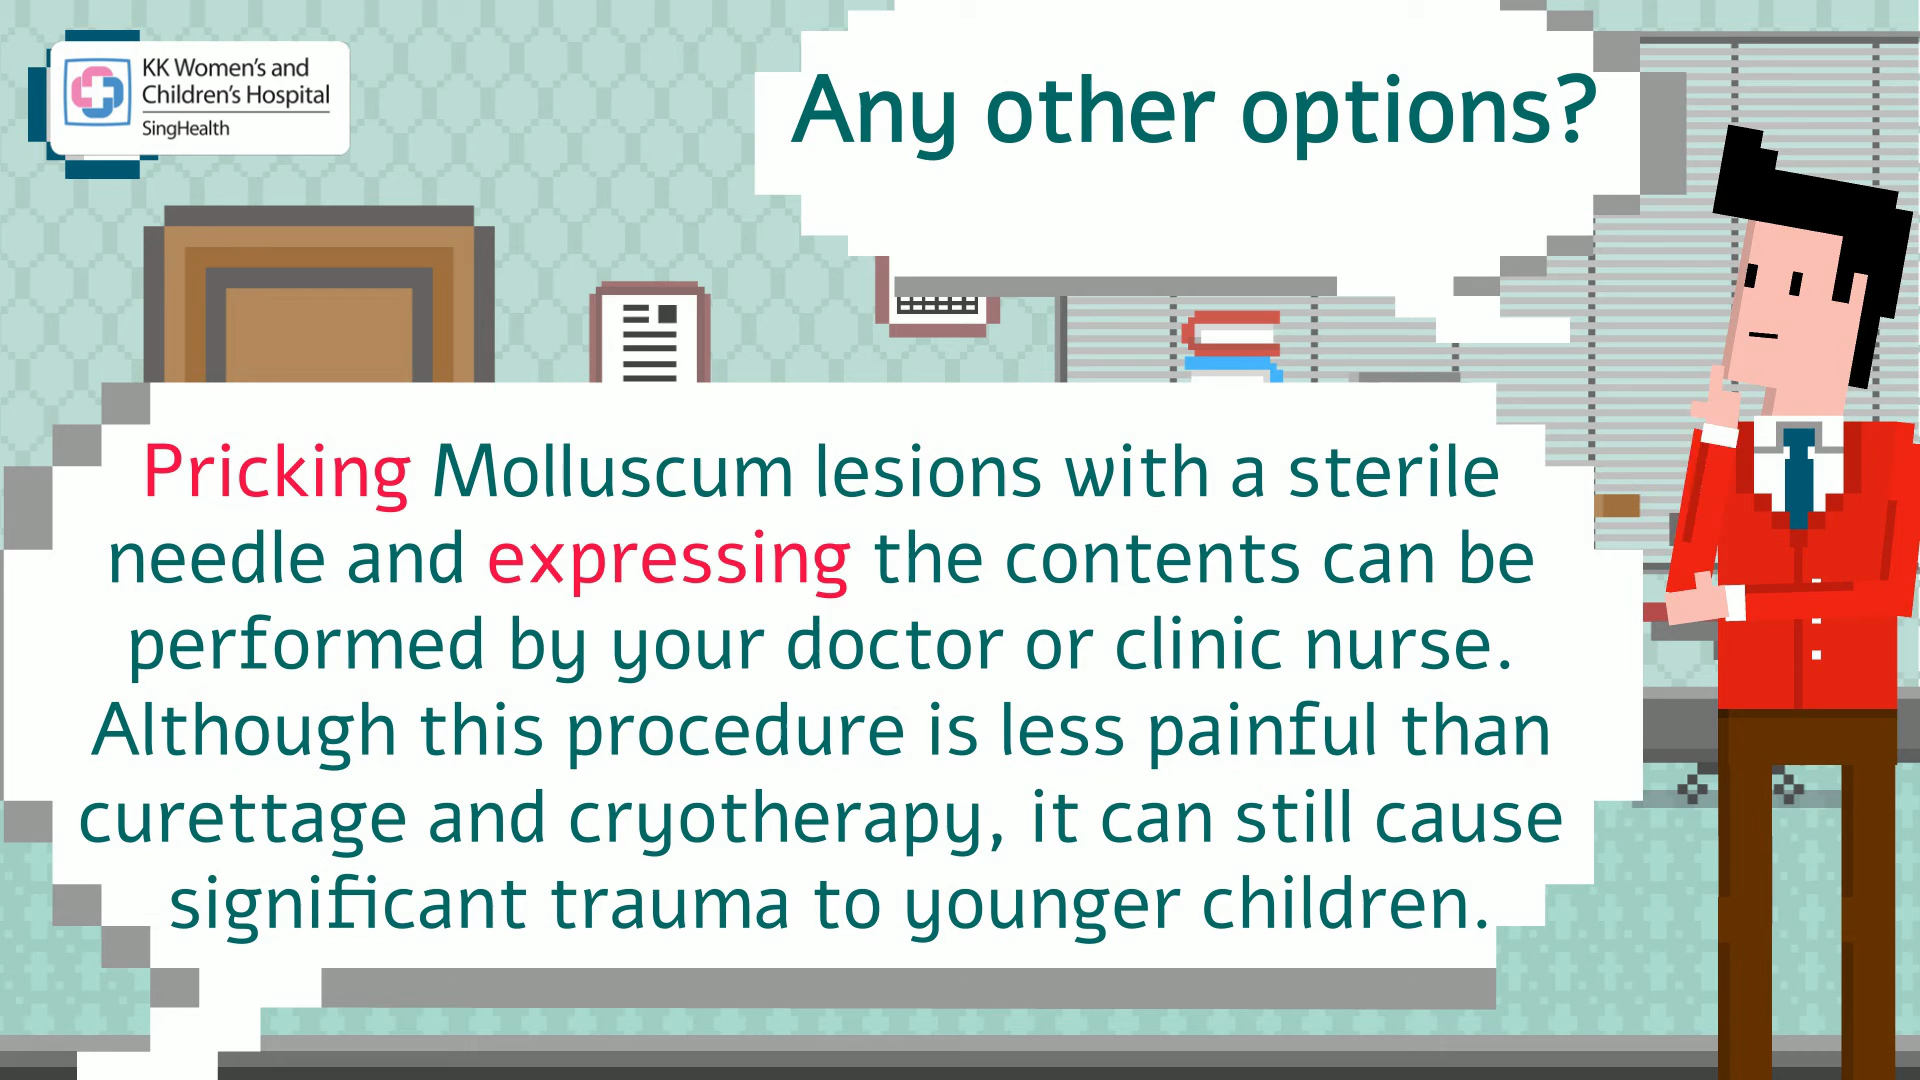 KK Women's and
Children's Hospital
SingHealth
Any other options?
Pricking Molluscum lesions with a sterile
needle and expressing the contents can be
performed by your doctor or clinic nurse.
Although this procedure is less painful than
curettage and cryotherapy, it can still cause
significant trauma to younger children.